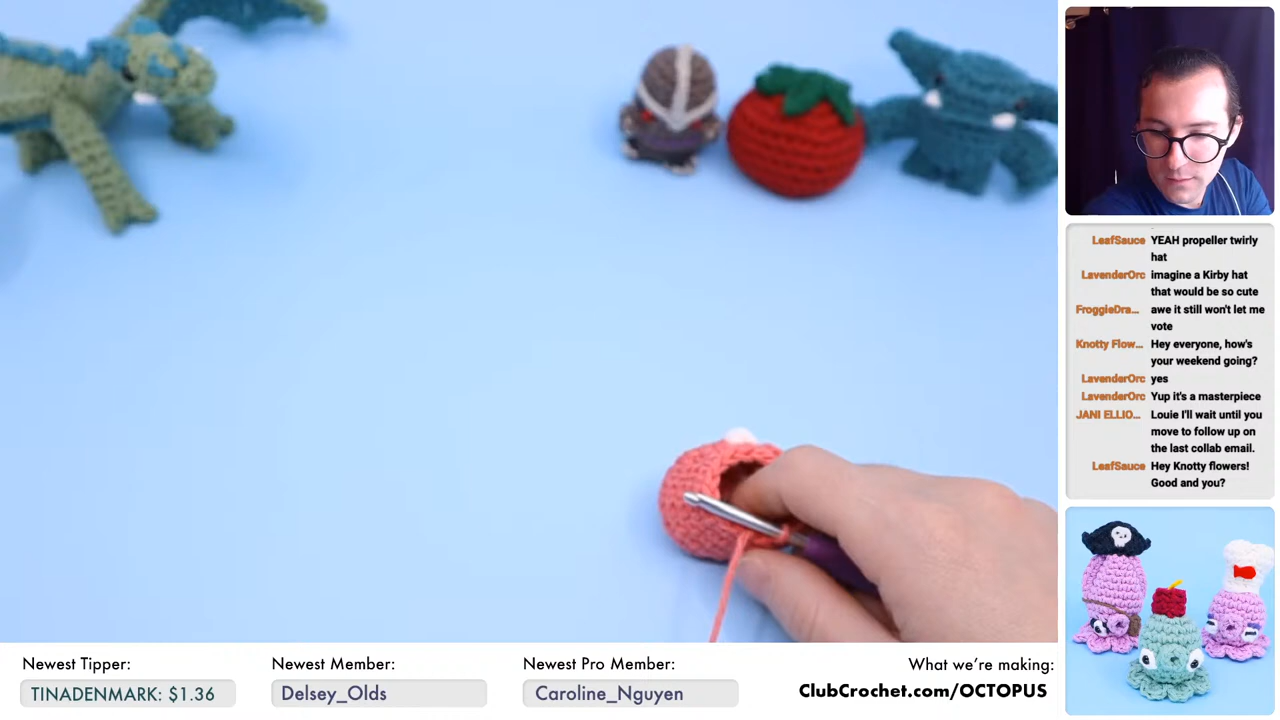 LeafSauce YEAH propeller twirly
hat
LavenderOrc imagine a Kirby hat
that would be so cute
FroggieDra... awe it still won't let me
vote
Knotty Flow... Hey everyone, how's
your weekend going?
LavenderOrc yes
LavenderOrc Yup it's a masterpiece
JANI ELLIO... Louie I'll wait until you
move to follow up on
the last collab email.
LeafSauce Hey Knotty flowers!
Good and you?
Newest Tipper:
TINADENMARK: $1.36
Newest Member:
Delsey_Olds
Newest Pro Member:
Caroline_Nguyen
What we're making:
ClubCrochet.com/OCTOPUS